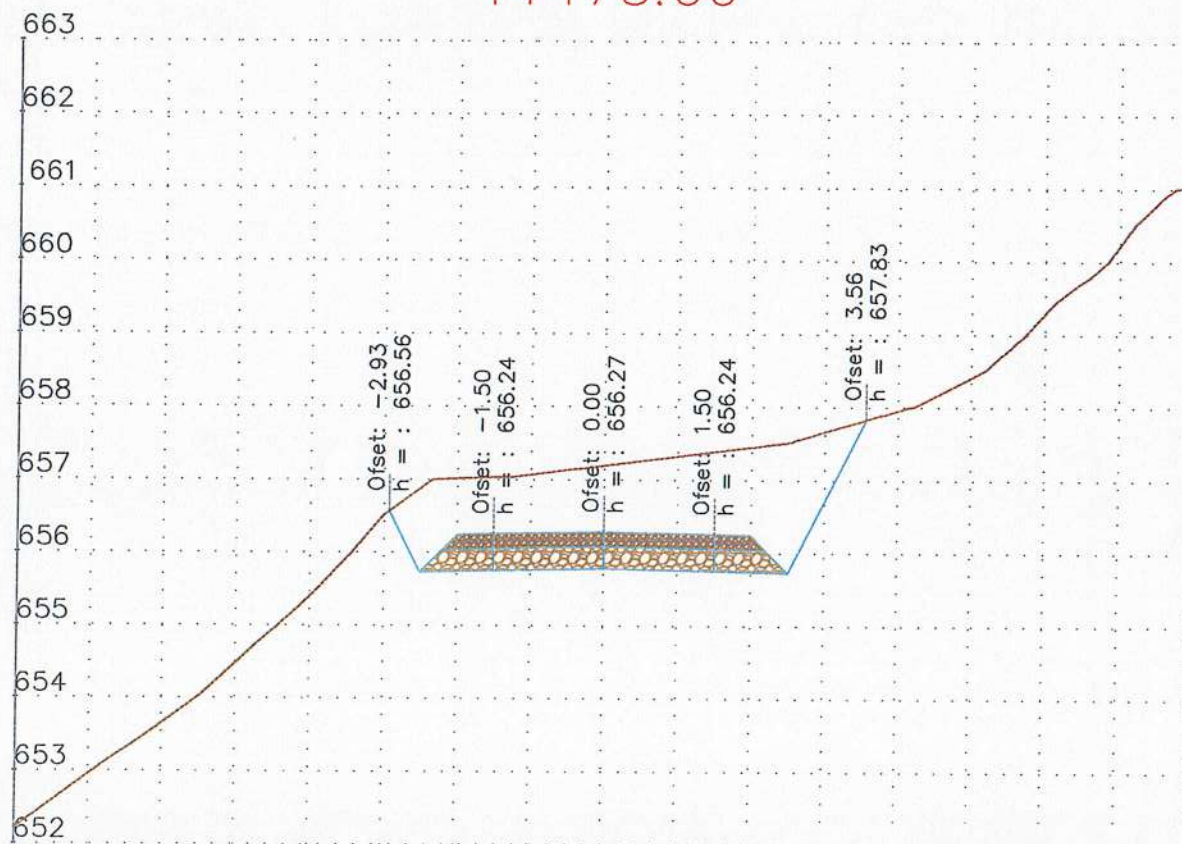 663
662
661
660
659
658
657
656
655
654
653
652
Ofset: -2.93
h = : 656.56
Ofset: -1.50
h = : 656.24
Ofset: 0.00
h = : 656.27
Ofset: 1.50
h = : 656.24
Ofset: 3.56
h = : 657.83